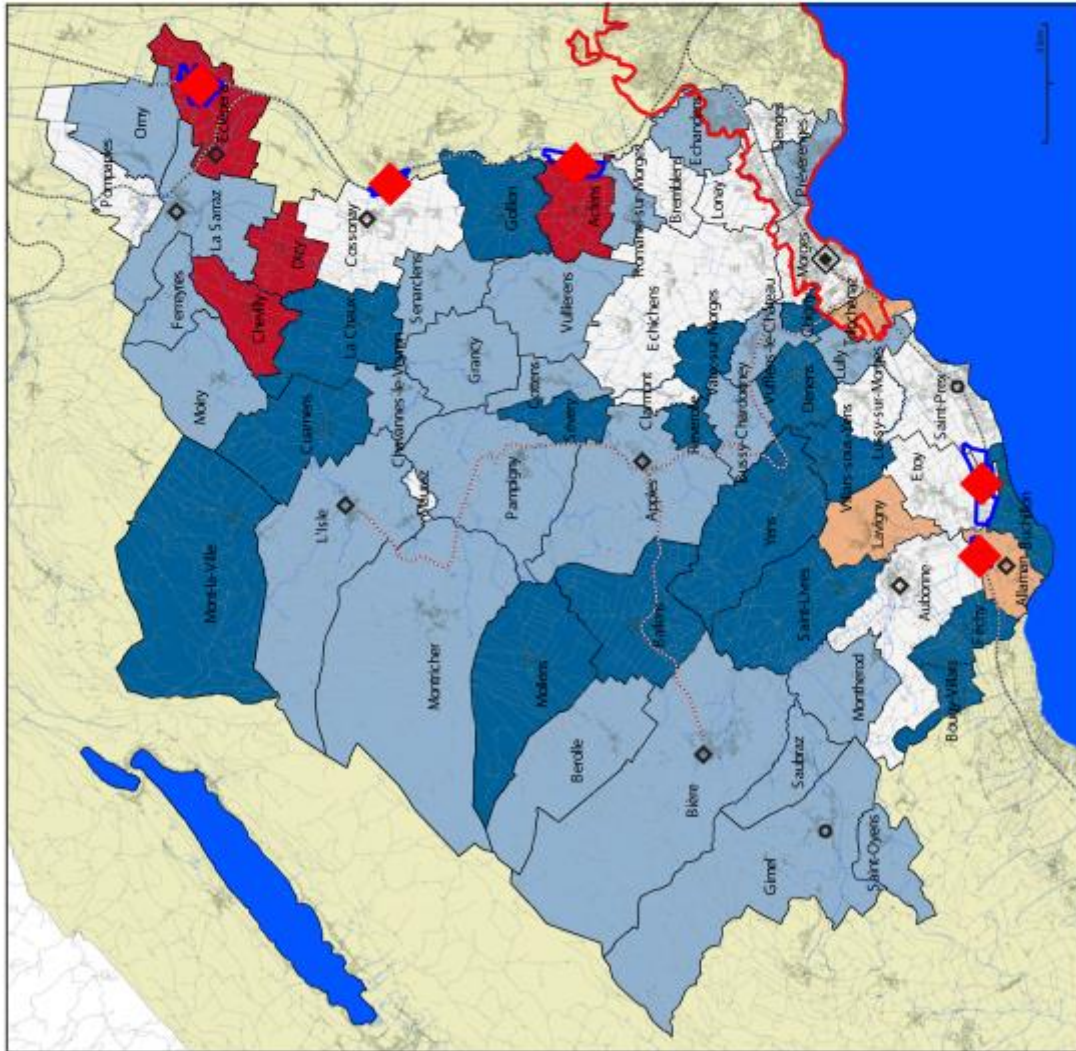 Pompaples
Orny
Ferreyres
Moiry
La Sarraz
Mont-la-Ville
Eclépens
Chevilly
Dizy
Cuarnens
L'Isle
La Chaux
Cossonay
Chavannes-le-Veyron
Senarclens
Mauraz
Montricher
Grancy
Pampigny
Gollion
Cottens
Mollens
Vullierens
Sévery
Berolle
Aclens
Romanel-sur-Morges
Clarmont
Apples
Echichens
Ballens
Bremblens
Bière
Reverolle
Echandens
Vaux-sur-Morges
Lonay
Bussy-Chardonney
Vufflens-le-Château
Gimel
Yens
Chigny
Denges
Saubraz
Saint-Livres
Denens
Morges
Préverenges
Lully
Villars-sous-Yens
Tolochenaz
Montherod
Saint-Oyens
Lavigny
Lussy-sur-Morges
Etoy
Aubonne
Saint-Prex
Bougy-Villars
Féchy
Allaman
Buchillon